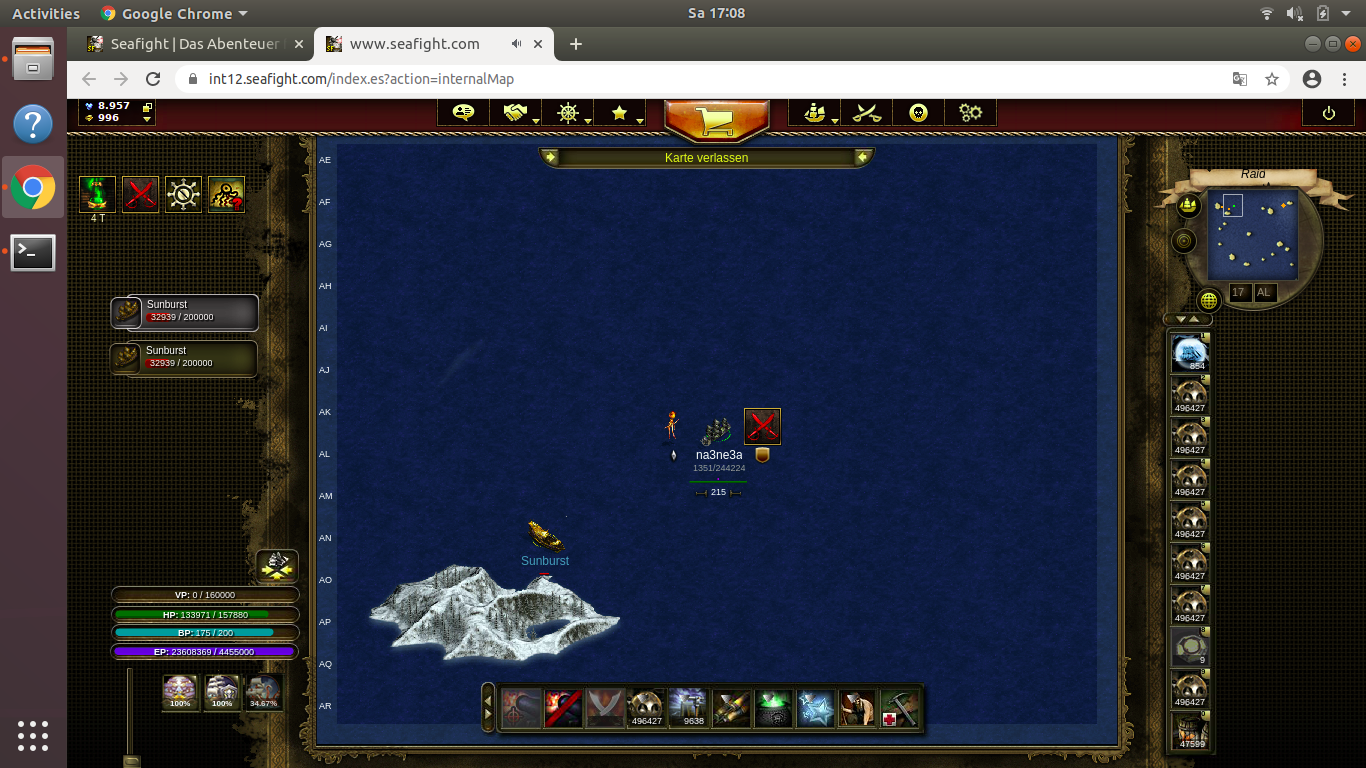 Activities
Google Chrome
Sa 17:08
Seafight | Das Abenteuer
www.seafight.com
int12.seafight.com/index.es?action=internalMap
8.957
996
Karte verlassen
AE
AF
AG
AH
AI
AJ
AK
AL
AM
AN
AO
AP
AQ
AR
4 T
Sunburst
32939 / 200000
Sunburst
32939 / 200000
Raid
17 AL
na3ne3a
1351/244224
215
Sunburst
VP: 0 / 160000
HP: 133971 / 157880
BP: 175 / 200
EP: 23608369 / 4455000
100% 100% 34.67%
496427 9638
854
496427
496427
496427
496427
496427
496427
9
496427
47599